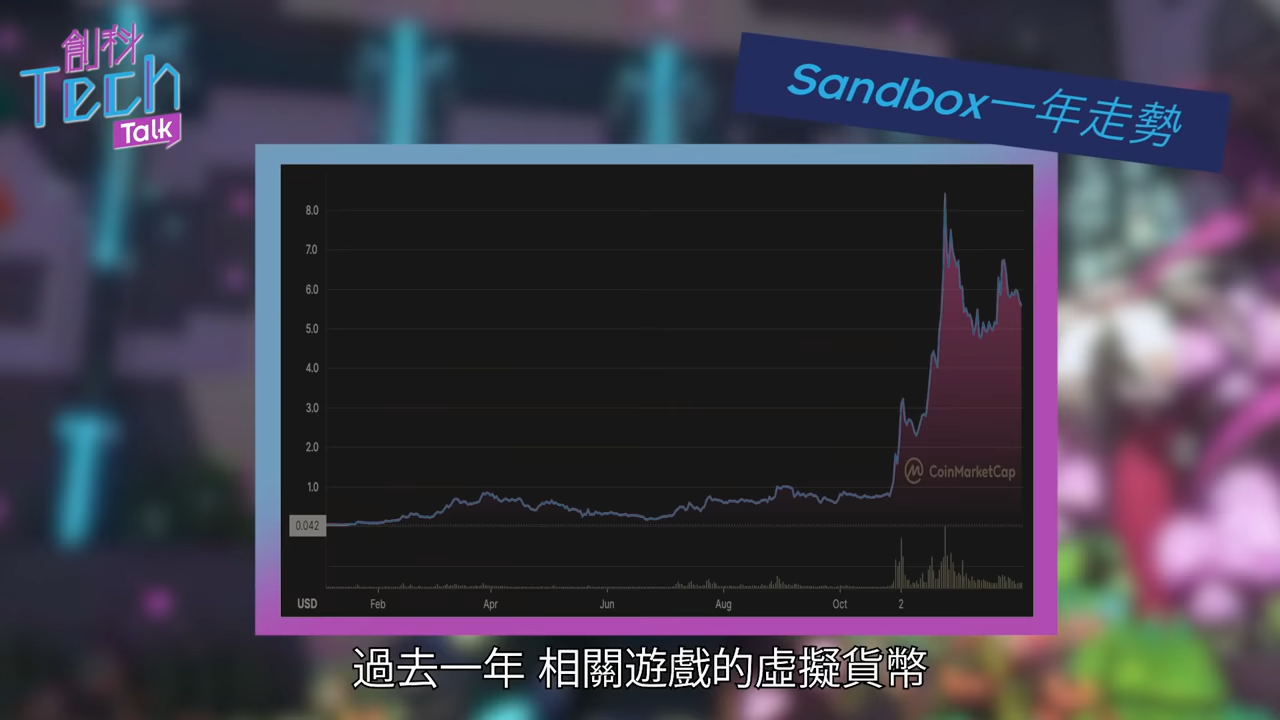 創科
Tech
Talk
Sandbox一年走勢
8.0
7.0
6.0
5.0
4.0
3.0
2.0
1.0
0.042
CoinMarketCap
USD
Feb
Apr
Jun
Aug
Oct
2
過去一年 相關遊戲的虛擬貨幣